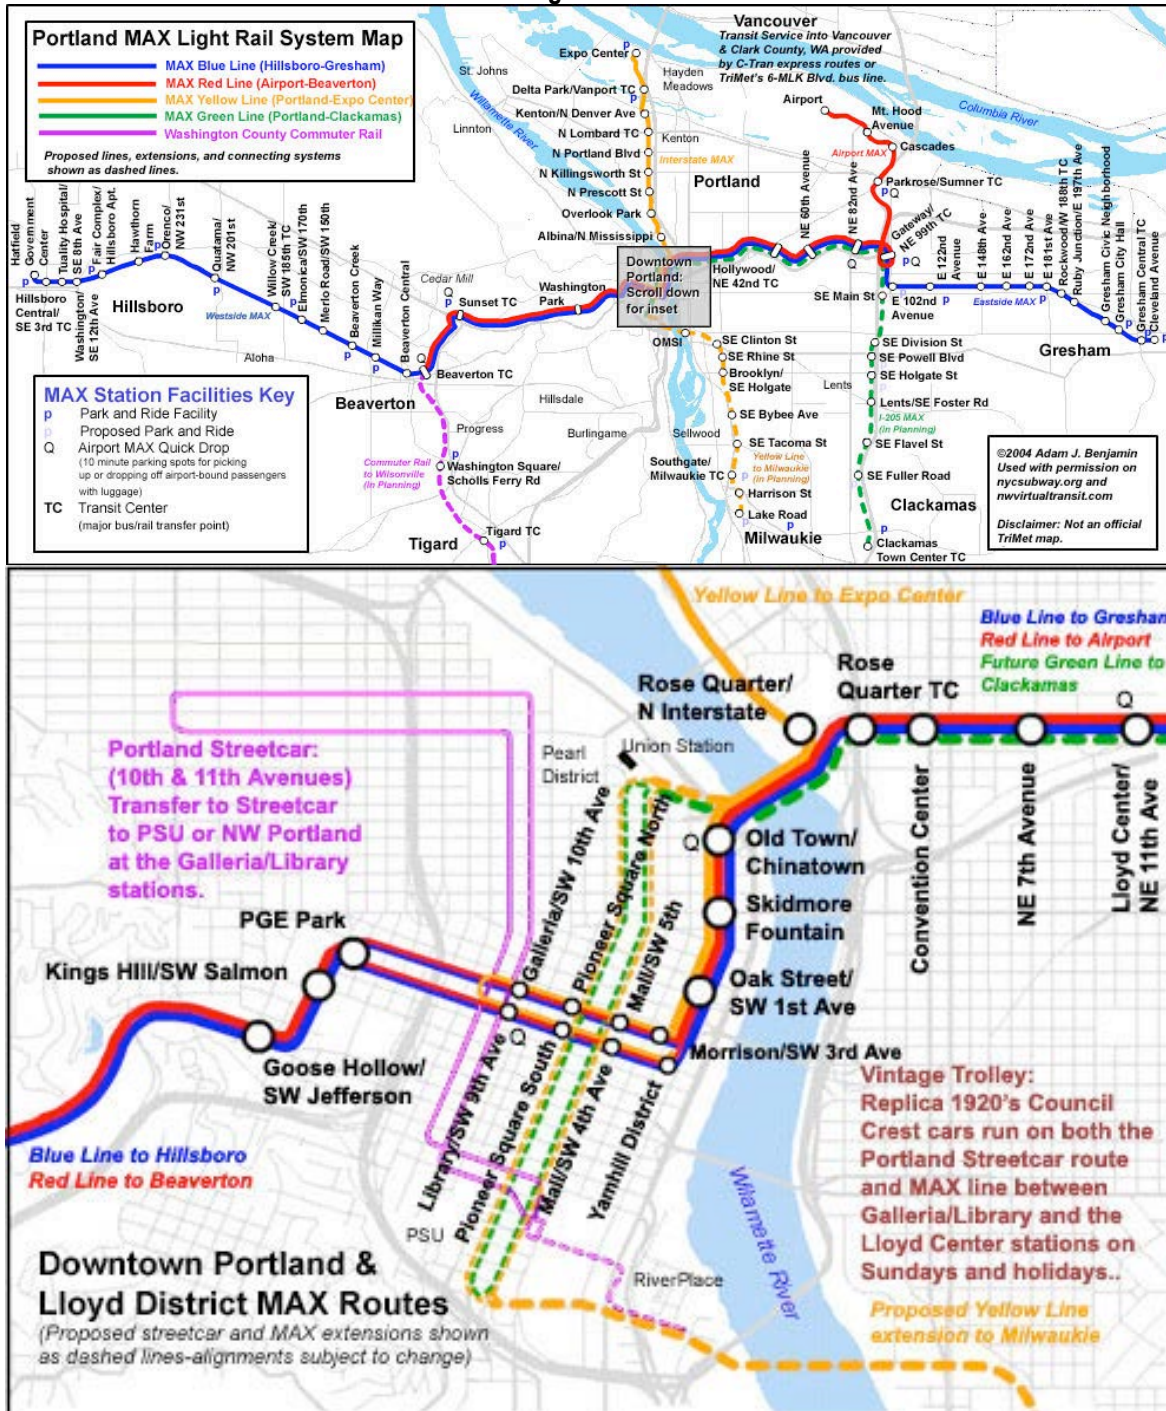 Portland MAX Light Rail System Map
MAX Blue Line (Hillsboro-Gresham)
MAX Red Line (Airport-Beaverton)
MAX Yellow Line (Portland-Expo Center)
MAX Green Line (Portland-Clackamas)
Washington County Commuter Rail
Proposed lines, extensions, and connecting systems
shown as dashed lines.
Vancouver
Transit Service into Vancouver
& Clark County, WA provided
by C-Tran express routes or
TriMet's 6-MLK Blvd. bus line.
Expo Center
p
St. Johns
Hayden
Meadows
Delta Park/Vanport TC
p
Kenton/N Denver Ave
Willamette River
Linnton
N Lombard TC
Kenton
N Portland Blvd
Interstate MAX
N Killingsworth St
N Prescott St
Overlook Park
Albina/N Mississippi
Portland
Airport
Mt. Hood
Avenue
Columbia River
Airport MAX
Cascades
Parkrose/Sumner TC
p
Q
NE 60th Avenue
NE 82nd Ave
Q
Gateway/
NE 99th TC
p Q
Hollywood/
NE 42nd TC
Downtown
Portland:
Scroll down
for inset
Hatfield
Government
Center
p
Hillsboro
Central/
SE 3rd TC
Tuality Hospital/
SE 8th Ave
Washington/
SE 12th Ave
Fair Complex/
Hillsboro Apt.
p
Hawthorn
Farm
Orenco/
NW 231st
p
Hillsboro
Quatama/
NW 201st
p
Westside MAX
Willow Creek/
SW 185th TC
p
Elmonica/SW 170th
p
Merlo Road/SW 158th
Beaverton Creek
p
Millikan Way
p
Beaverton Central
Aloha
Cedar Mill
Q
p
Sunset TC
Washington
Park
Q
Beaverton TC
Beaverton
E 122nd
Avenue
p
E 148th Ave
E 162nd Ave
E 172nd Ave
E 181st Ave
p
Rockwood/W 188th TC
Ruby Junction/E 197th Ave
Gresham Civic Neighborhood
Gresham City Hall
p
Gresham Central TC
p
Cleveland Avenue
p
E 102nd
Avenue
Eastside MAX
Gresham
SE Main St
p
SE Division St
SE Powell Blvd
p
SE Holgate St
p
Lents
Lents/SE Foster Rd
I-205 MAX
(in Planning)
SE Flavel St
SE Fuller Road
p
Clackamas
p
Clackamas
Town Center TC
OMSI
SE Clinton St
SE Rhine St
Brooklyn/
SE Holgate
SE Bybee Ave
Sellwood
SE Tacoma St
p
Yellow Line
to Milwaukie
(in Planning)
Southgate/
Milwaukie TC
p
Harrison St
Lake Road
p
p
Milwaukie
Hillsdale
Burlingame
Progress
p
Commuter Rail
to Wilsonville
(in Planning)
Washington Square/
Scholls Ferry Rd
Tigard
Tigard TC
p
MAX Station Facilities Key
p Park and Ride Facility
p Proposed Park and Ride
Q Airport MAX Quick Drop
(10 minute parking spots for picking
up or dropping off airport-bound passengers
with luggage)
TC Transit Center
(major bus/rail transfer point)
©2004 Adam J. Benjamin
Used with permission on
nycsubway.org and
nwvirtualtransit.com
Disclaimer: Not an official
TriMet map.
Yellow Line to Expo Center
Blue Line to Gresham
Red Line to Airport
Future Green Line to
Clackamas
Rose
Quarter TC
Q
Rose Quarter/
N Interstate
Union Station
Pearl
District
Portland Streetcar:
(10th & 11th Avenues)
Transfer to Streetcar
to PSU or NW Portland
at the Galleria/Library
stations.
Convention Center
NE 7th Avenue
Lloyd Center/
NE 11th Ave
Q
Old Town/
Chinatown
Skidmore
Fountain
Oak Street/
SW 1st Ave
Morrison/SW 3rd Ave
Galleria/SW 10th Ave
Pioneer Square North
Mall/SW 5th
PGE Park
Kings HIll/SW Salmon
Goose Hollow/
SW Jefferson
Q
Library/SW 9th Ave
Pioneer Square South
Mall/SW 4th Ave
Yamhill District
Blue Line to Hillsboro
Red Line to Beaverton
PSU
RiverPlace
Wilamette River
Vintage Trolley:
Replica 1920's Council
Crest cars run on both the
Portland Streetcar route
and MAX line between
Galleria/Library and the
Lloyd Center stations on
Sundays and holidays..
Proposed Yellow Line
extension to Milwaukie
Downtown Portland &
Lloyd District MAX Routes
(Proposed streetcar and MAX extensions shown
as dashed lines-alignments subject to change)